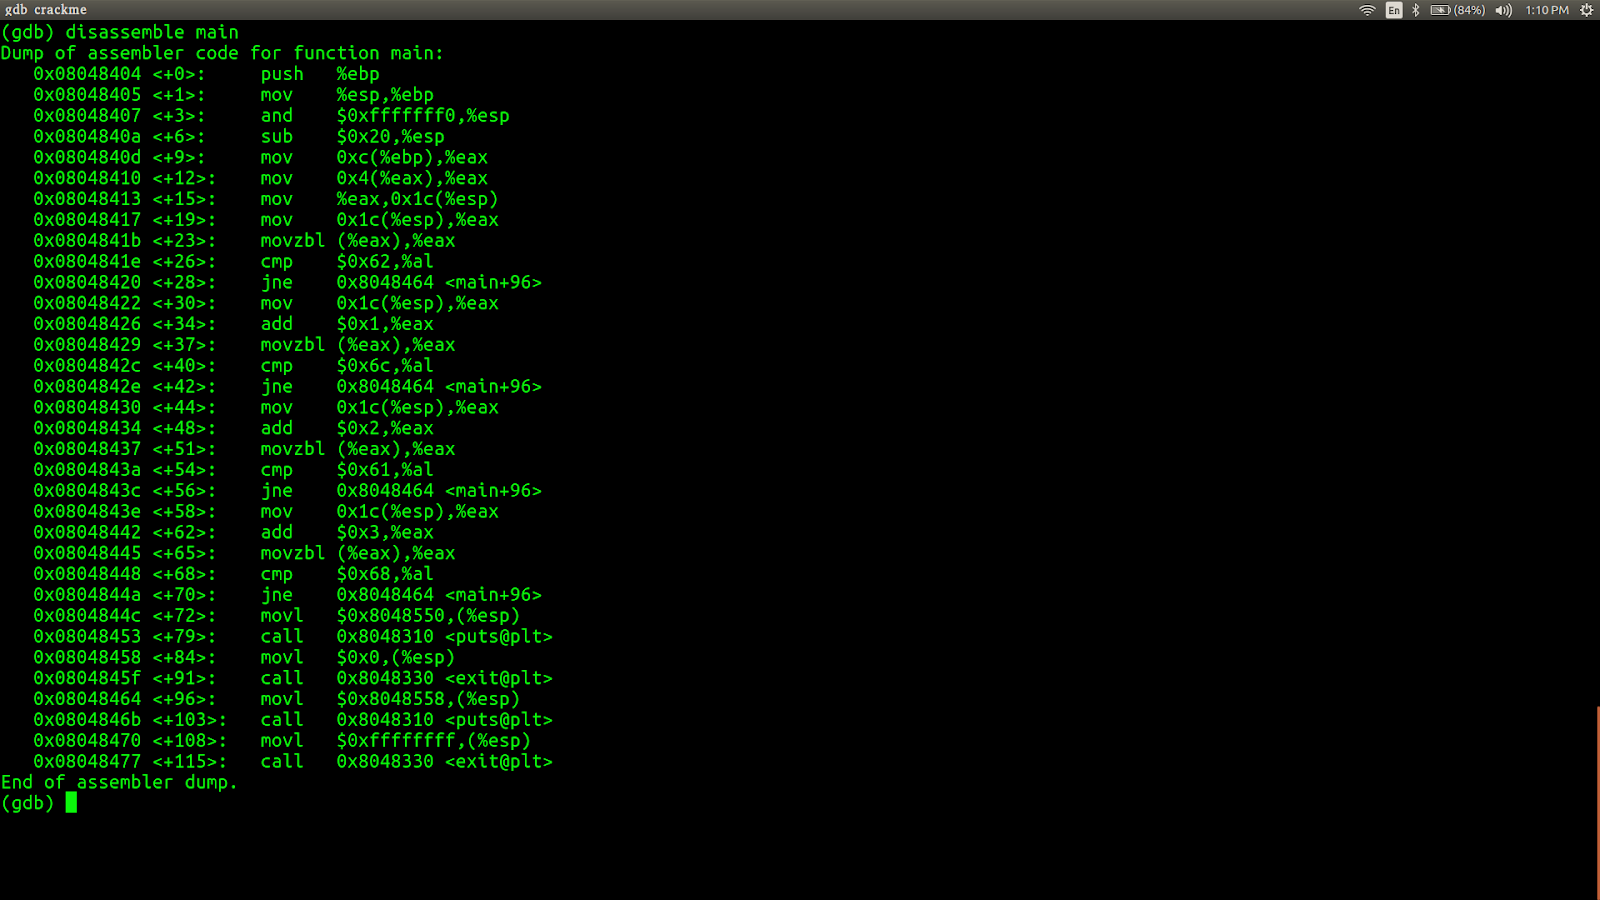 gdb crackme
En (84%) 1:10 PM
(gdb) disassemble main
Dump of assembler code for function main:
0x08048404 <+0>: push %ebp
0x08048405 <+1>: mov %esp,%ebp
0x08048407 <+3>: and $0xfffffff0,%esp
0x0804840a <+6>: sub $0x20,%esp
0x0804840d <+9>: mov 0xc(%ebp),%eax
0x08048410 <+12>: mov 0x4(%eax),%eax
0x08048413 <+15>: mov %eax,0x1c(%esp)
0x08048417 <+19>: mov 0x1c(%esp),%eax
0x0804841b <+23>: movzbl (%eax),%eax
0x0804841e <+26>: cmp $0x62,%al
0x08048420 <+28>: jne 0x8048464 <main+96>
0x08048422 <+30>: mov 0x1c(%esp),%eax
0x08048426 <+34>: add $0x1,%eax
0x08048429 <+37>: movzbl (%eax),%eax
0x0804842c <+40>: cmp $0x6c,%al
0x0804842e <+42>: jne 0x8048464 <main+96>
0x08048430 <+44>: mov 0x1c(%esp),%eax
0x08048434 <+48>: add $0x2,%eax
0x08048437 <+51>: movzbl (%eax),%eax
0x0804843a <+54>: cmp $0x61,%al
0x0804843c <+56>: jne 0x8048464 <main+96>
0x0804843e <+58>: mov 0x1c(%esp),%eax
0x08048442 <+62>: add $0x3,%eax
0x08048445 <+65>: movzbl (%eax),%eax
0x08048448 <+68>: cmp $0x68,%al
0x0804844a <+70>: jne 0x8048464 <main+96>
0x0804844c <+72>: movl $0x8048550,(%esp)
0x08048453 <+79>: call 0x8048310 <puts@plt>
0x08048458 <+84>: movl $0x0,(%esp)
0x0804845f <+91>: call 0x8048330 <exit@plt>
0x08048464 <+96>: movl $0x8048558,(%esp)
0x0804846b <+103>: call 0x8048310 <puts@plt>
0x08048470 <+108>: movl $0xffffffff,(%esp)
0x08048477 <+115>: call 0x8048330 <exit@plt>
End of assembler dump.
(gdb)